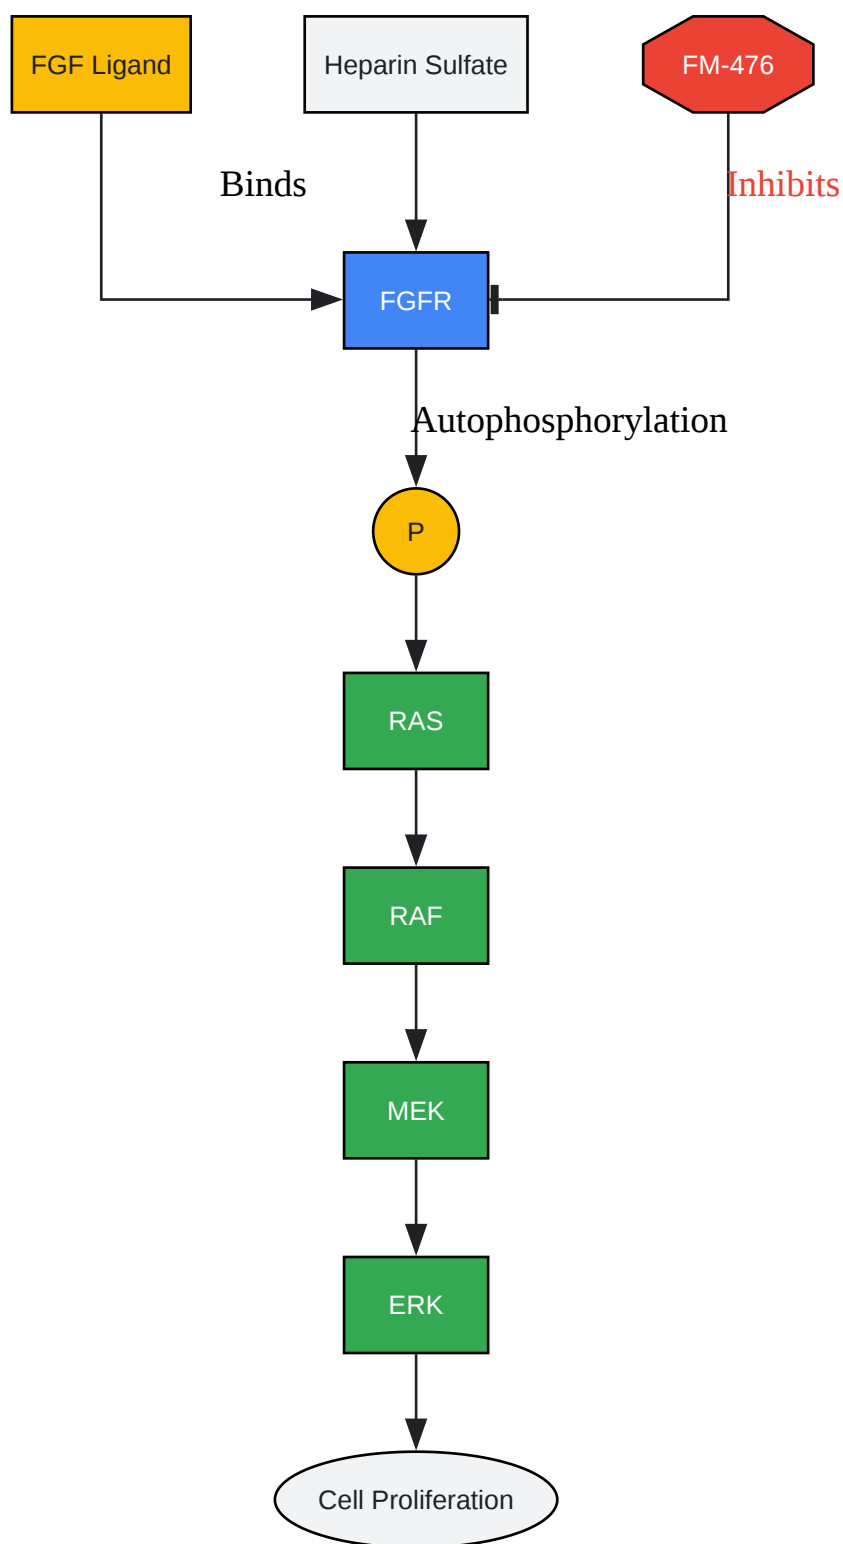 FGF Ligand
Heparin Sulfate
FM-476
Binds
Inhibits
FGFR
Autophosphorylation
P
RAS
RAF
MEK
ERK
Cell Proliferation